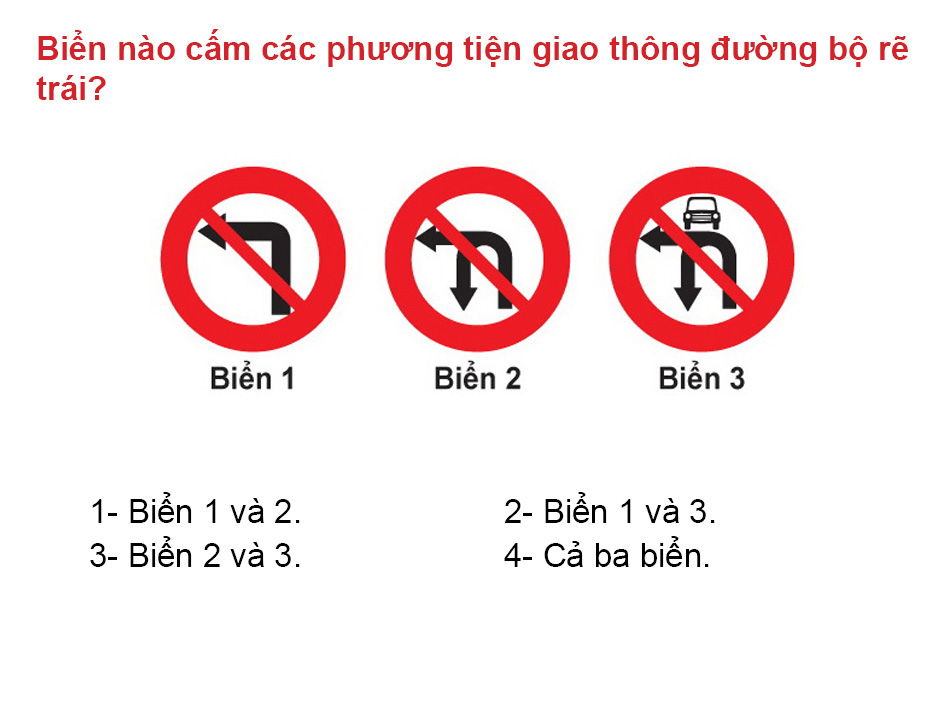 Biển nào cấm các phương tiện giao thông đường bộ rẽ
trái?
Biển 1
Biển 2
Biển 3
1- Biển 1 và 2.
2- Biển 1 và 3.
3- Biển 2 và 3.
4- Cả ba biển.